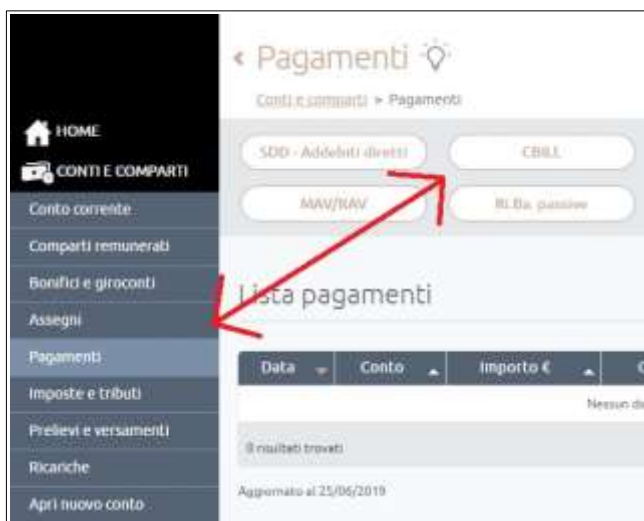 Pagamenti
Conti e comparti > Pagamenti
HOME
CONTI E COMPARTI
Conto corrente
Comparti remunerati
Bonifici e giroconti
Assegni
Pagamenti
Imposte e tributi
Prelievi e versamenti
Ricariche
Apri nuovo conto
SDD - Addebiti diretti
CBILL
MAV/RAV
RI.Ba. passive
Lista pagamenti
Data Conto Importo €
Nessun
0 risultati trovati
Aggiornato al 25/06/2019